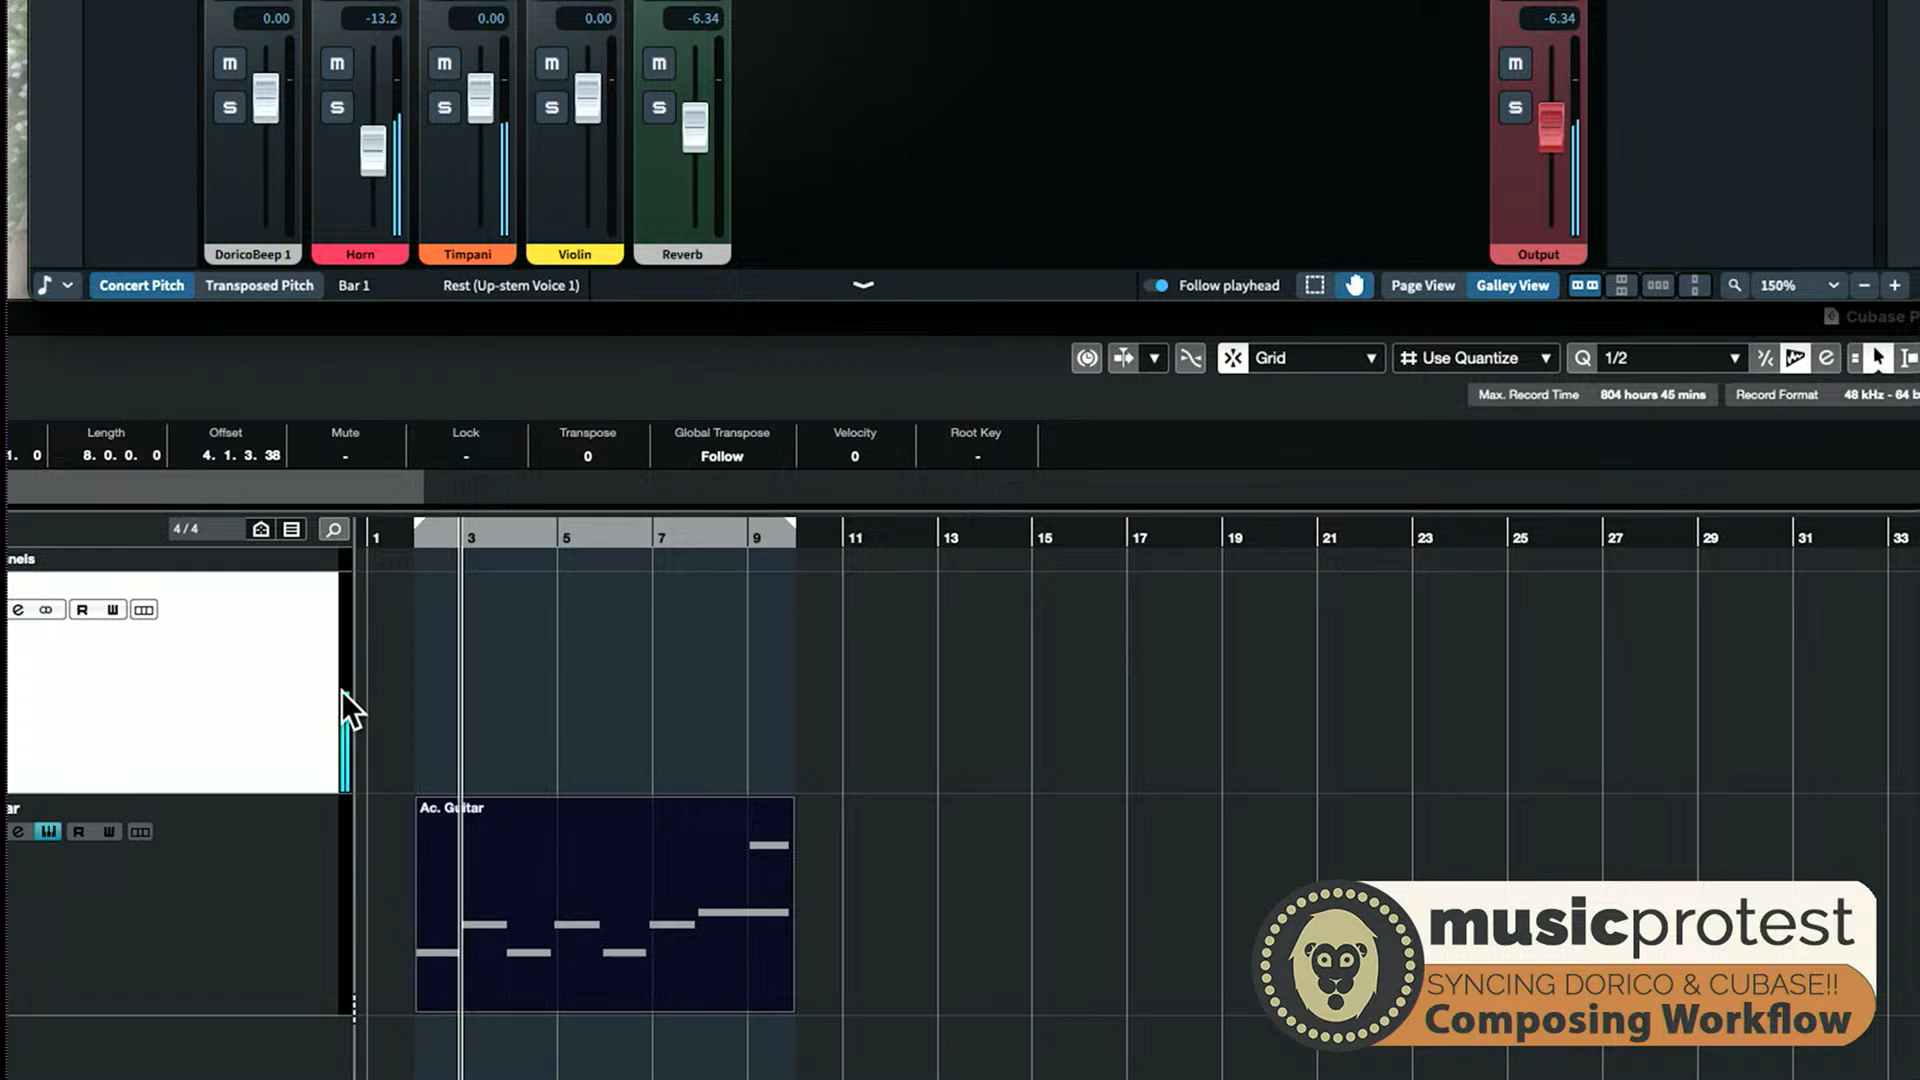 0.00 -13.2 0.00 0.00 -6.34 -6.34
m m m m m m
S S S S S S
DoricoBeep 1 Horn Timpani Violin Reverb Output
Concert Pitch Transposed Pitch Bar 1 Rest (Up-stem Voice 1) Follow playhead Page View Galley View 150%
Cubase P
Grid Use Quantize Q 1/2
Max. Record Time 804 hours 45 mins Record Format 48 kHz - 64 b
Length Offset Mute Lock Transpose Global Transpose Velocity Root Key
1. 0 8. 0. 0. 0 4. 1. 3. 38 - - 0 Follow 0 -
4/4 1 3 5 7 9 11 13 15 17 19 21 23 25 27 29 31 33
nels
e R W
Ac. Guitar
ar
e R W
musicprotest
SYNCING DORICO & CUBASE!!
Composing Workflow